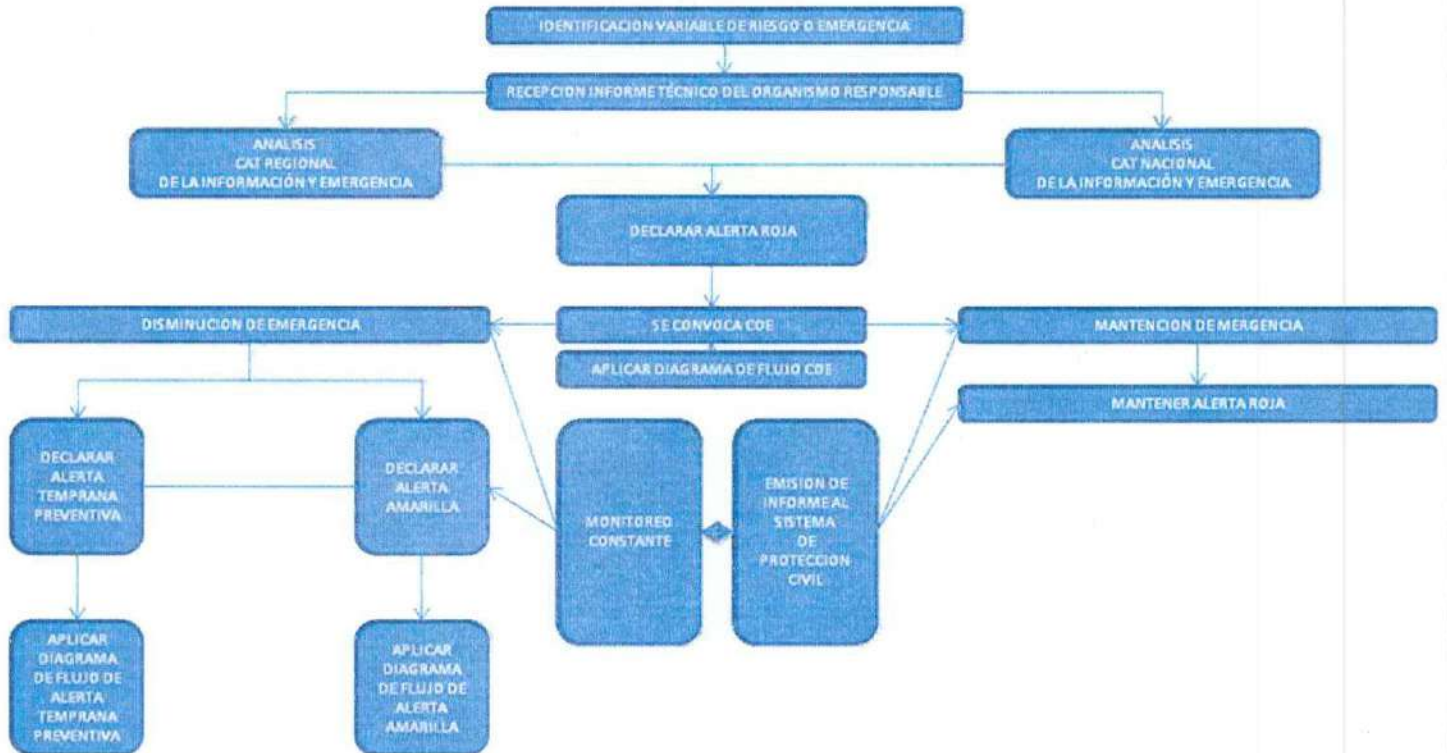 IDENTIFICACION VARIABLE DE RIESGO O EMERGENCIA
RECEPCION INFORME TÉCNICO DEL ORGANISMO RESPONSABLE
ANALISIS
CAT REGIONAL
DE LA INFORMACIÓN Y EMERGENCIA
ANALISIS
CAT NACIONAL
DE LA INFORMACIÓN Y EMERGENCIA
DECLARAR ALERTA ROJA
DISMINUCION DE EMERGENCIA
SE CONVOCA COE
MANTENCION DE MERGENCIA
APLICAR DIAGRAMA DE FLUJO COE
MANTENER ALERTA ROJA
DECLARAR
ALERTA
TEMPRANA
PREVENTIVA
DECLARAR
ALERTA
AMARILLA
MONITOREO
CONSTANTE
EMISION DE
INFORME AL
SISTEMA
DE
PROTECCION
CIVIL
APLICAR
DIAGRAMA
DE FLUJO DE
ALERTA
TEMPRANA
PREVENTIVA
APLICAR
DIAGRAMA
DE FLUJO DE
ALERTA
AMARILLA